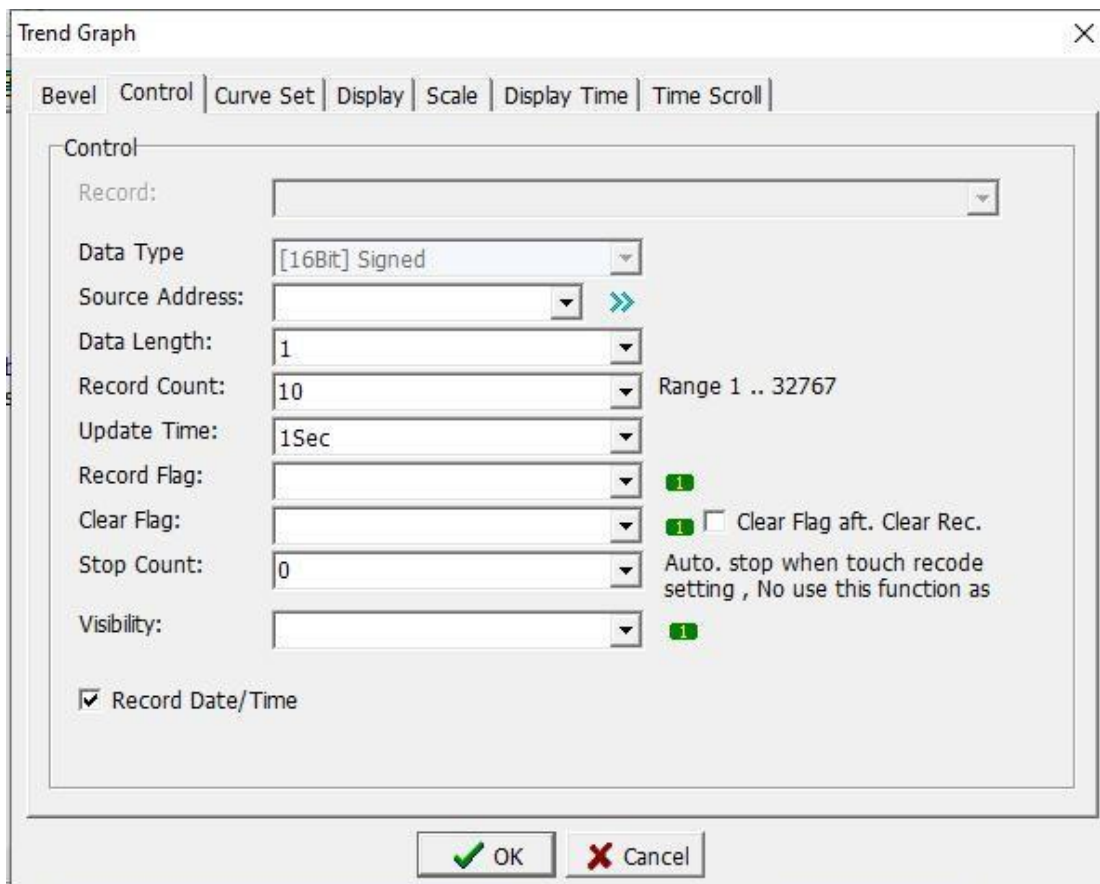 Trend Graph
Bevel Control Curve Set Display Scale Display Time Time Scroll
Control
Record:
Data Type [16Bit] Signed
Source Address:
Data Length: 1
Record Count: 10 Range 1 .. 32767
Update Time: 1Sec
Record Flag: 1
Clear Flag: 1 Clear Flag aft. Clear Rec.
Stop Count: 0 Auto. stop when touch recode
setting , No use this function as
Visibility: 1
Record Date/Time
OK Cancel